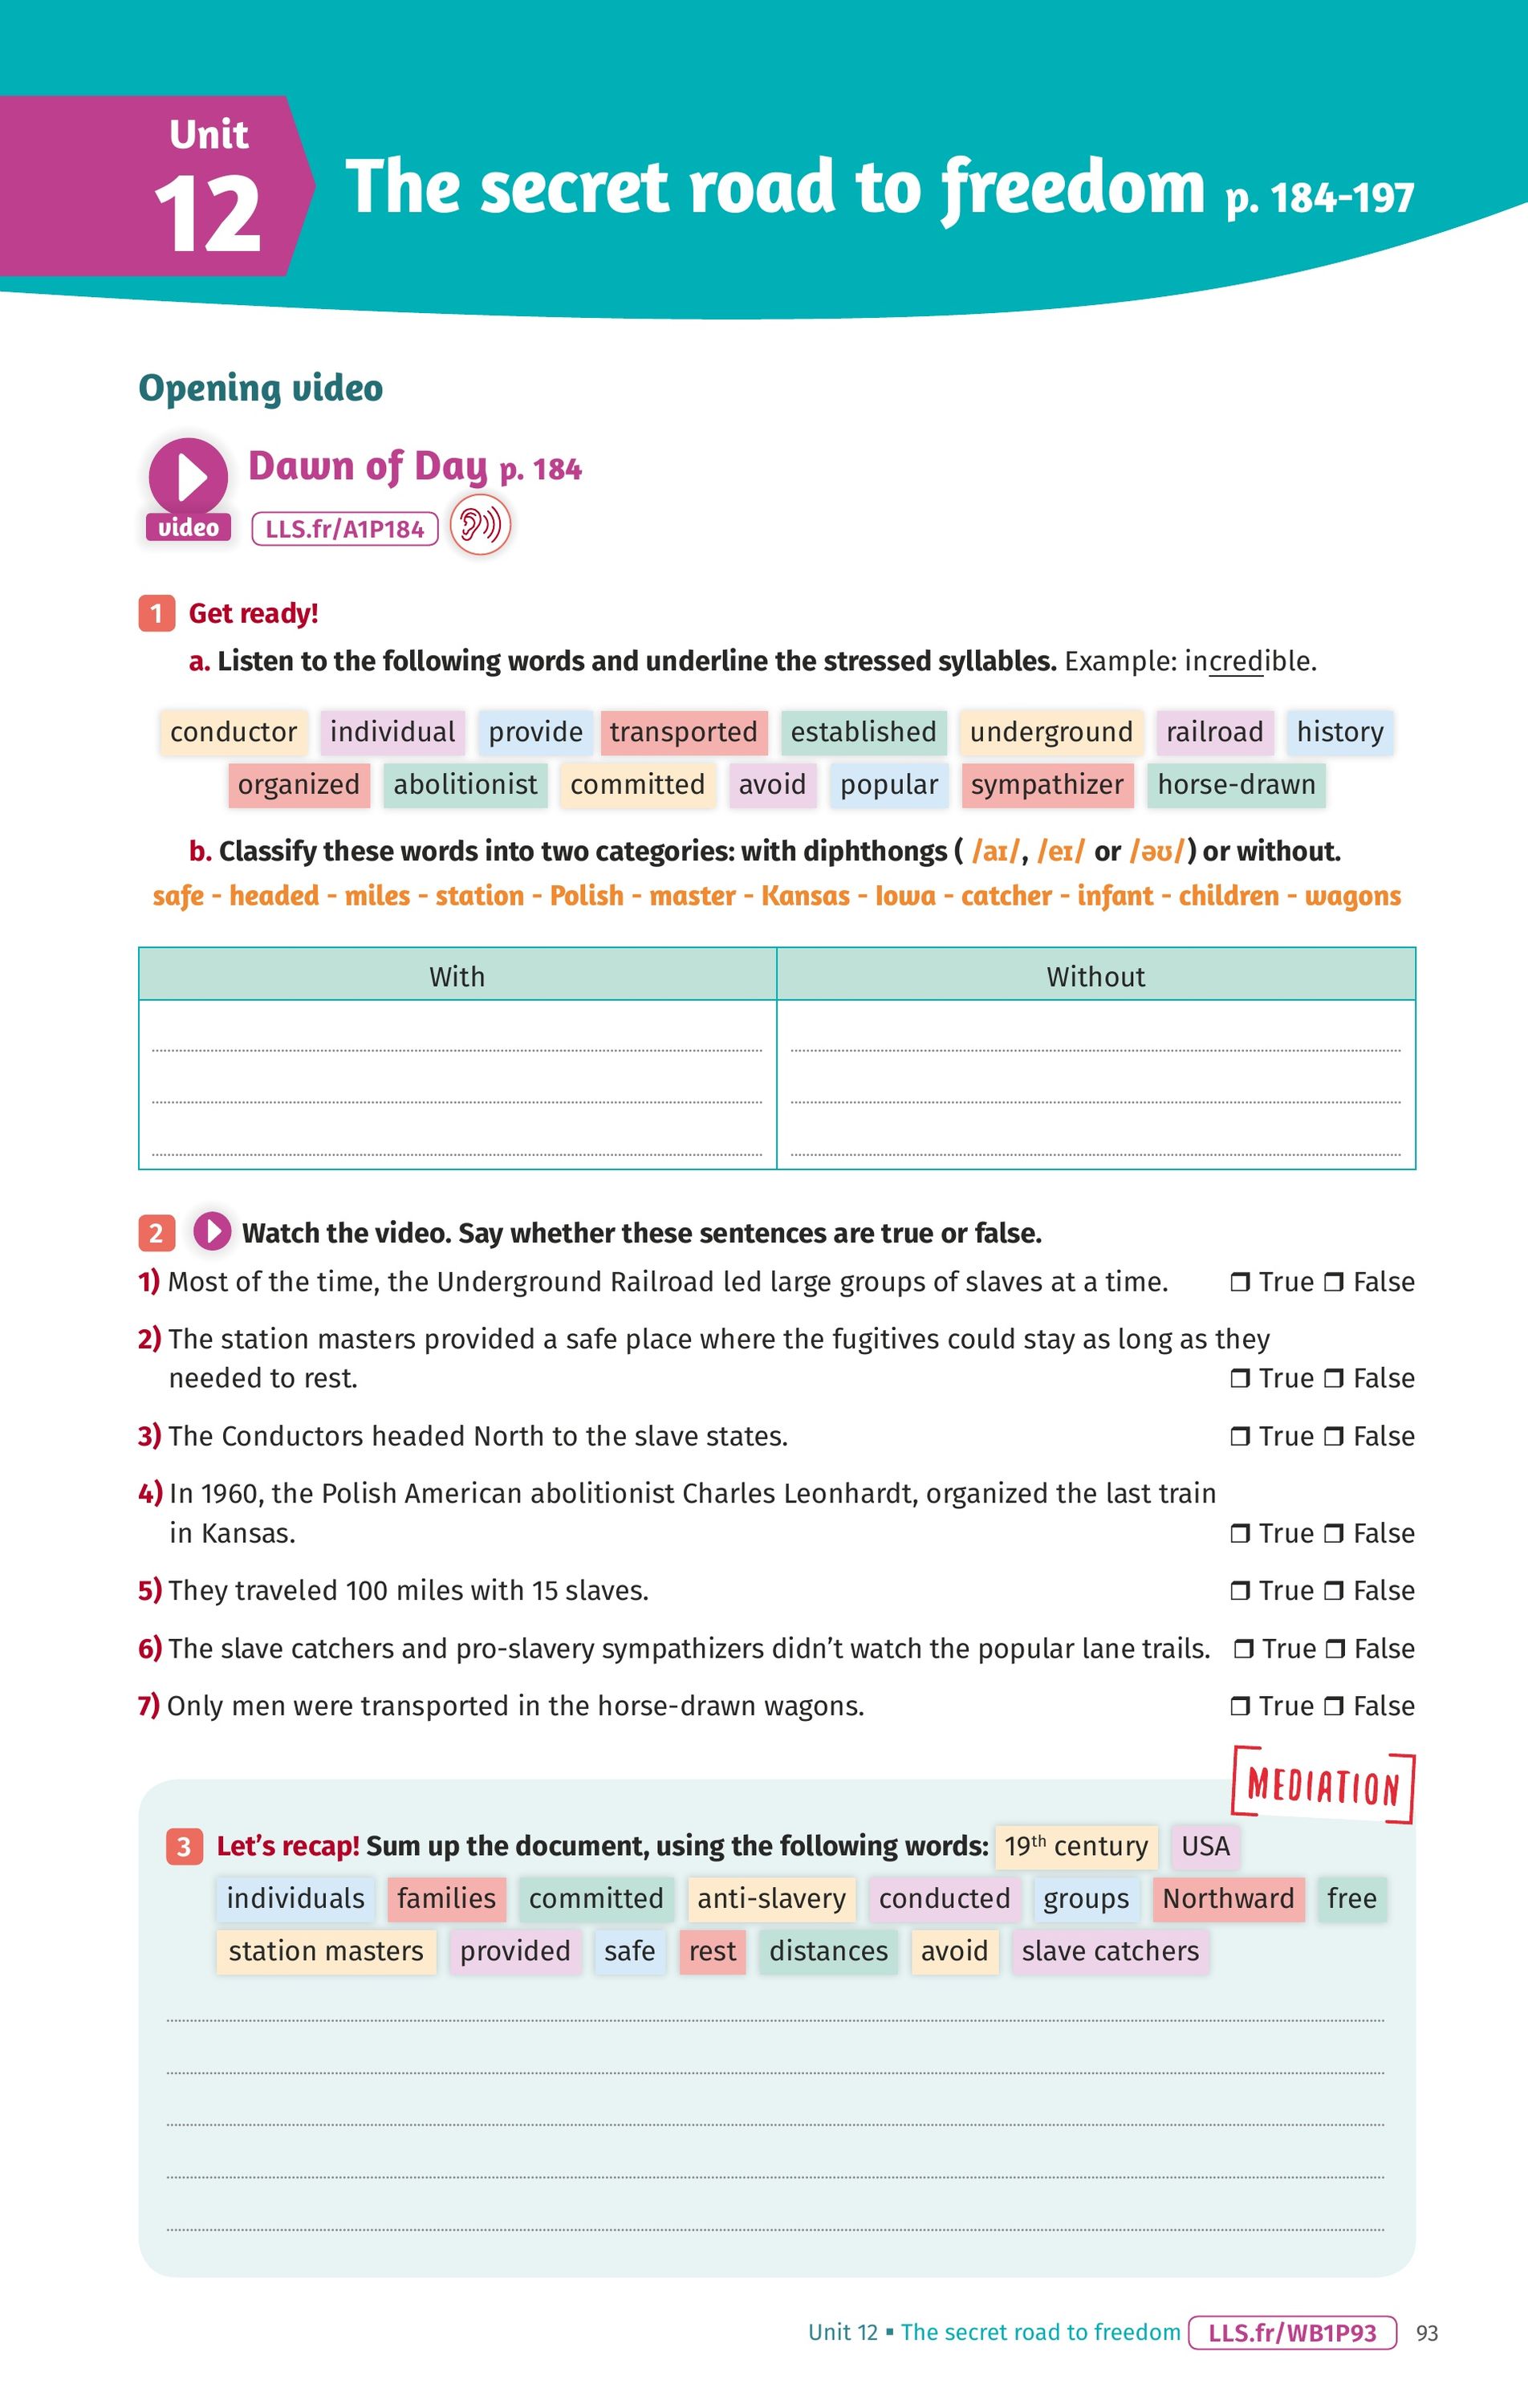 Unit
12
The secret road to freedom p. 184-197
Opening video
Dawn of Day p. 184
video
LLS.fr/A1P184
1 Get ready!
a. Listen to the following words and underline the stressed syllables. Example: incredible.
conductor individual provide transported established underground railroad history
organized abolitionist committed avoid popular sympathizer horse-drawn
b. Classify these words into two categories: with diphthongs ( /aɪ/, /eɪ/ or /əʊ/) or without.
safe - headed - miles - station - Polish - master - Kansas - Iowa - catcher - infant - children - wagons
With Without
2 Watch the video. Say whether these sentences are true or false.
1) Most of the time, the Underground Railroad led large groups of slaves at a time. ❒ True ❒ False
2) The station masters provided a safe place where the fugitives could stay as long as they
needed to rest. ❒ True ❒ False
3) The Conductors headed North to the slave states. ❒ True ❒ False
4) In 1960, the Polish American abolitionist Charles Leonhardt, organized the last train
in Kansas. ❒ True ❒ False
5) They traveled 100 miles with 15 slaves. ❒ True ❒ False
6) The slave catchers and pro-slavery sympathizers didn’t watch the popular lane trails. ❒ True ❒ False
7) Only men were transported in the horse-drawn wagons. ❒ True ❒ False
MEDIATION
3 Let’s recap! Sum up the document, using the following words: 19th century USA
individuals families committed anti-slavery conducted groups Northward free
station masters provided safe rest distances avoid slave catchers
Unit 12 ▪ The secret road to freedom LLS.fr/WB1P93 93